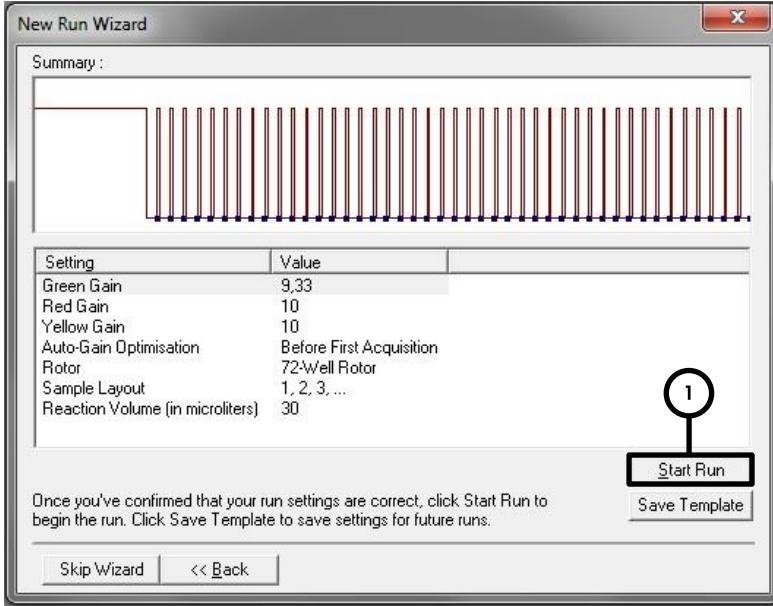 New Run Wizard
Summary :
Setting Value
Green Gain 9,33
Red Gain 10
Yellow Gain 10
Auto-Gain Optimisation Before First Acquisition
Rotor 72-Well Rotor
Sample Layout 1, 2, 3, ...
Reaction Volume (in microliters) 30
1
Start Run
Once you've confirmed that your run settings are correct, click Start Run to
begin the run. Click Save Template to save settings for future runs.
Save Template
Skip Wizard << Back